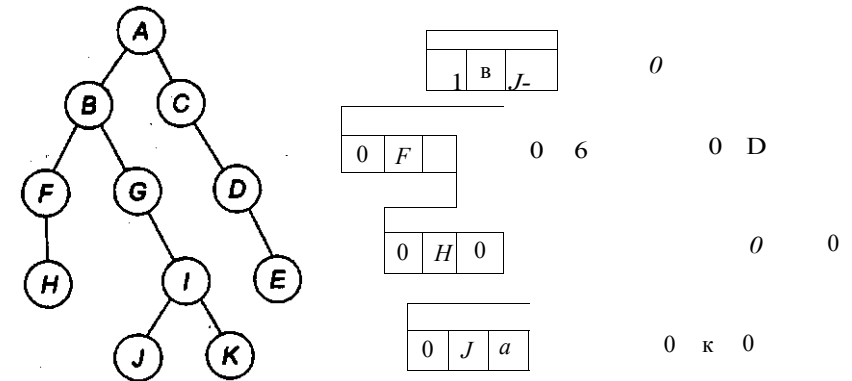 A
1 в J- 0
B C
0 F 0 6 0 D
F G D
0 H 0 0 0
H I E
0 J a 0 к 0
J K